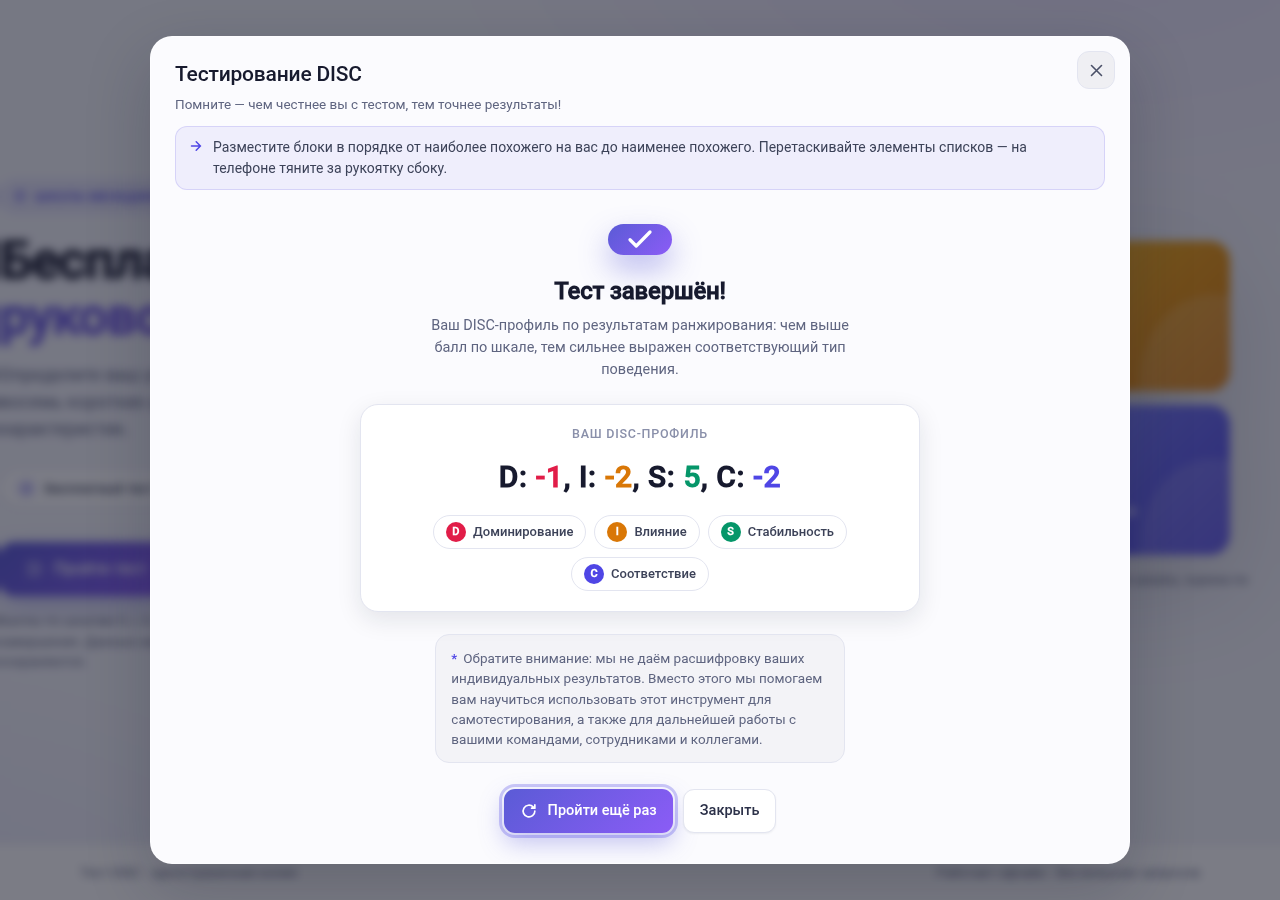 Тестирование DISC
Помните — чем честнее вы с тестом, тем точнее результаты!
Разместите блоки в порядке от наиболее похожего на вас до наименее похожего. Перетаскивайте элементы списков — на
телефоне тяните за рукоятку сбоку.
Тест завершён!
Ваш DISC-профиль по результатам ранжирования: чем выше
балл по шкале, тем сильнее выражен соответствующий тип
поведения.
ВАШ DISC-ПРОФИЛЬ
D: -1, I: -2, S: 5, C: -2
D Доминирование I Влияние S Стабильность
C Соответствие
* Обратите внимание: мы не даём расшифровку ваших
индивидуальных результатов. Вместо этого мы помогаем
вам научиться использовать этот инструмент для
самотестирования, а также для дальнейшей работы с
вашими командами, сотрудниками и коллегами.
Пройти ещё раз Закрыть